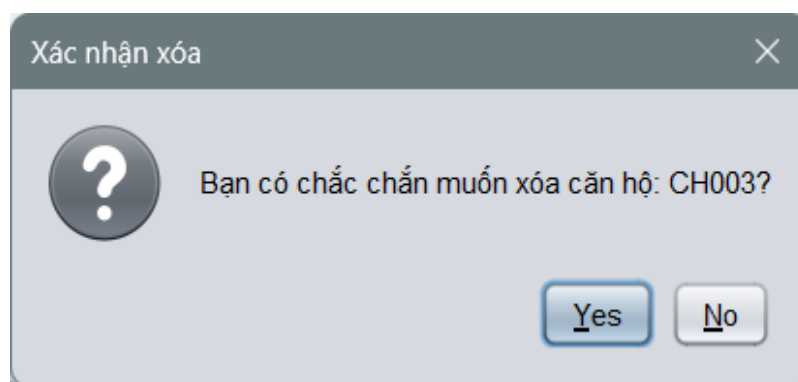 Xác nhận xóa
Bạn có chắc chắn muốn xóa căn hộ: CH003?
Yes No